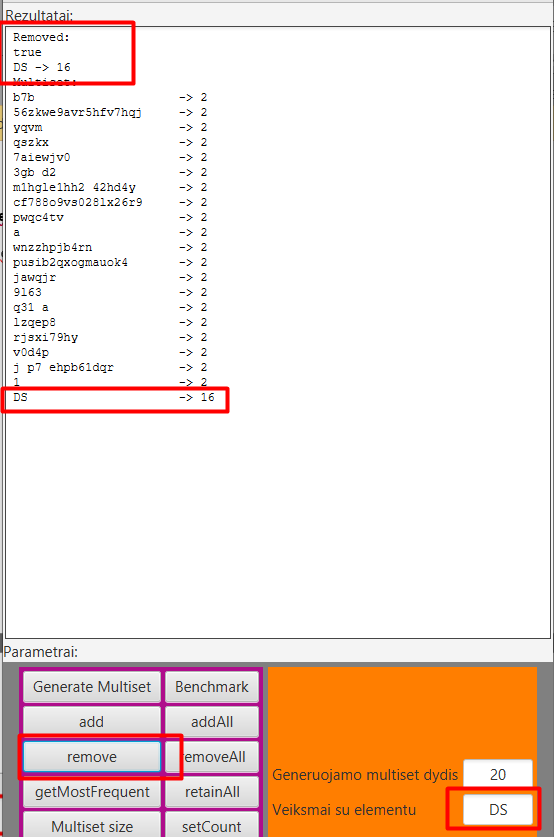 Rezultatai:
Removed:
true
DS -> 16
Multiset:
b7b -> 2
56zkwe9avr5hfv7hqj -> 2
yqvm -> 2
qszkx -> 2
7aiewjv0 -> 2
3gb d2 -> 2
m1hgle1hh2 42hd4y -> 2
cf788o9vs028lx26r9 -> 2
pwqc4tv -> 2
a -> 2
wnzzhpjb4rn -> 2
pusib2qxogmauok4 -> 2
jawqjr -> 2
9l63 -> 2
q31 a -> 2
lzqep8 -> 2
rjsxi79hy -> 2
v0d4p -> 2
j p7 ehpb61dqr -> 2
1 -> 2
DS -> 16
Parametrai:
Generate Multiset Benchmark
add addAll
remove removeAll
getMostFrequent retainAll
Multiset size setCount
Generuojamo multiset dydis 20
Veiksmai su elementu DS